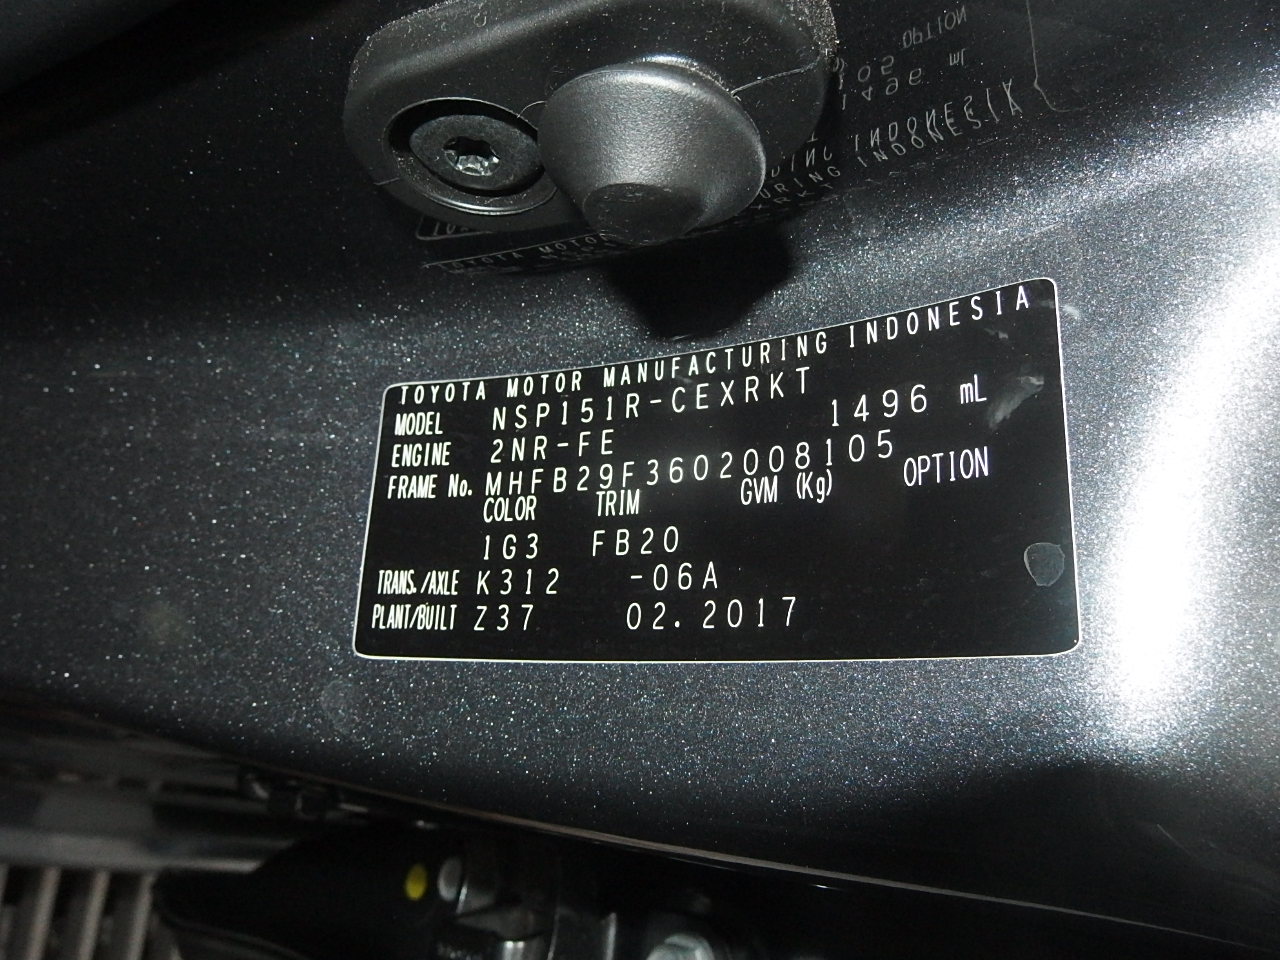 TOYOTA MOTOR MANUFACTURING INDONESIA
MODEL NSP151R-CEXRKT
ENGINE 2NR-FE 1496 mL
FRAME No. MHFB29F3602008105
COLOR TRIM GVM (Kg) OPTION
1G3 FB20
TRANS./AXLE K312 -06A
PLANT/BUILT Z37 02.2017